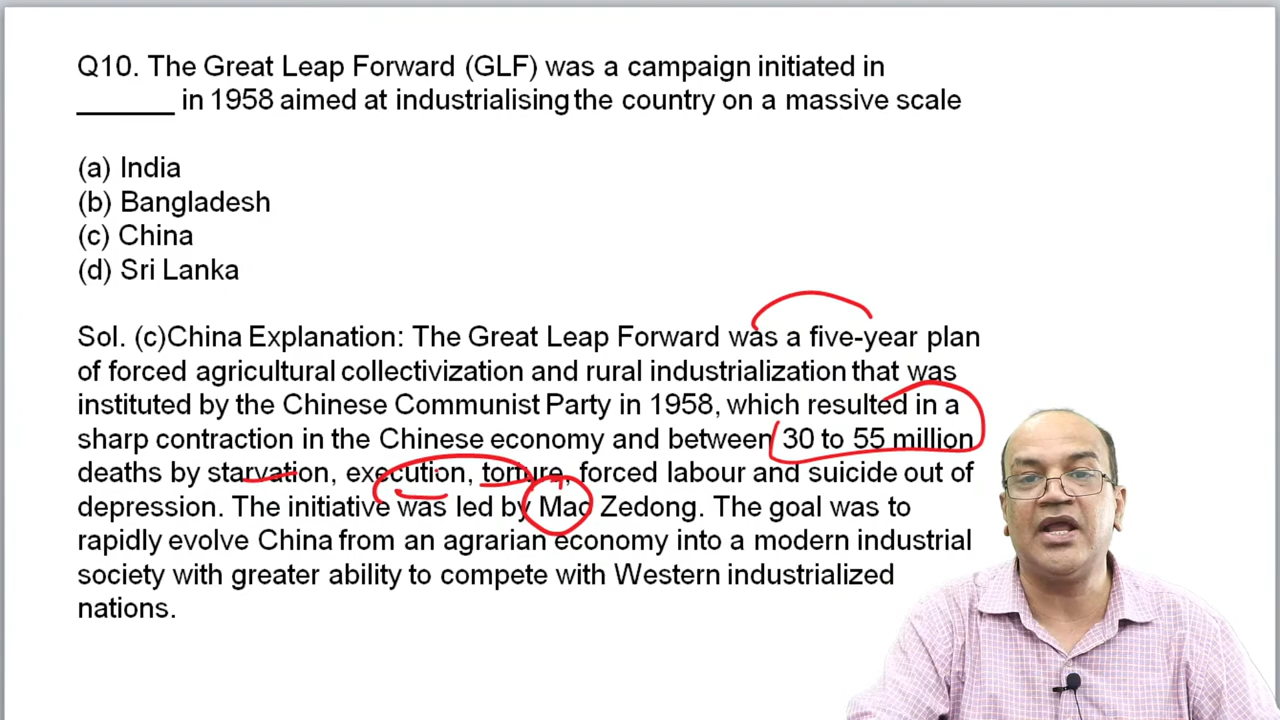 Q10. The Great Leap Forward (GLF) was a campaign initiated in
_______ in 1958 aimed at industrialising the country on a massive scale
(a) India
(b) Bangladesh
(c) China
(d) Sri Lanka
Sol. (c)China Explanation: The Great Leap Forward was a five-year plan
of forced agricultural collectivization and rural industrialization that was
instituted by the Chinese Communist Party in 1958, which resulted in a
sharp contraction in the Chinese economy and between 30 to 55 million
deaths by starvation, execution, torture, forced labour and suicide out of
depression. The initiative was led by Mao Zedong. The goal was to
rapidly evolve China from an agrarian economy into a modern industrial
society with greater ability to compete with Western industrialized
nations.